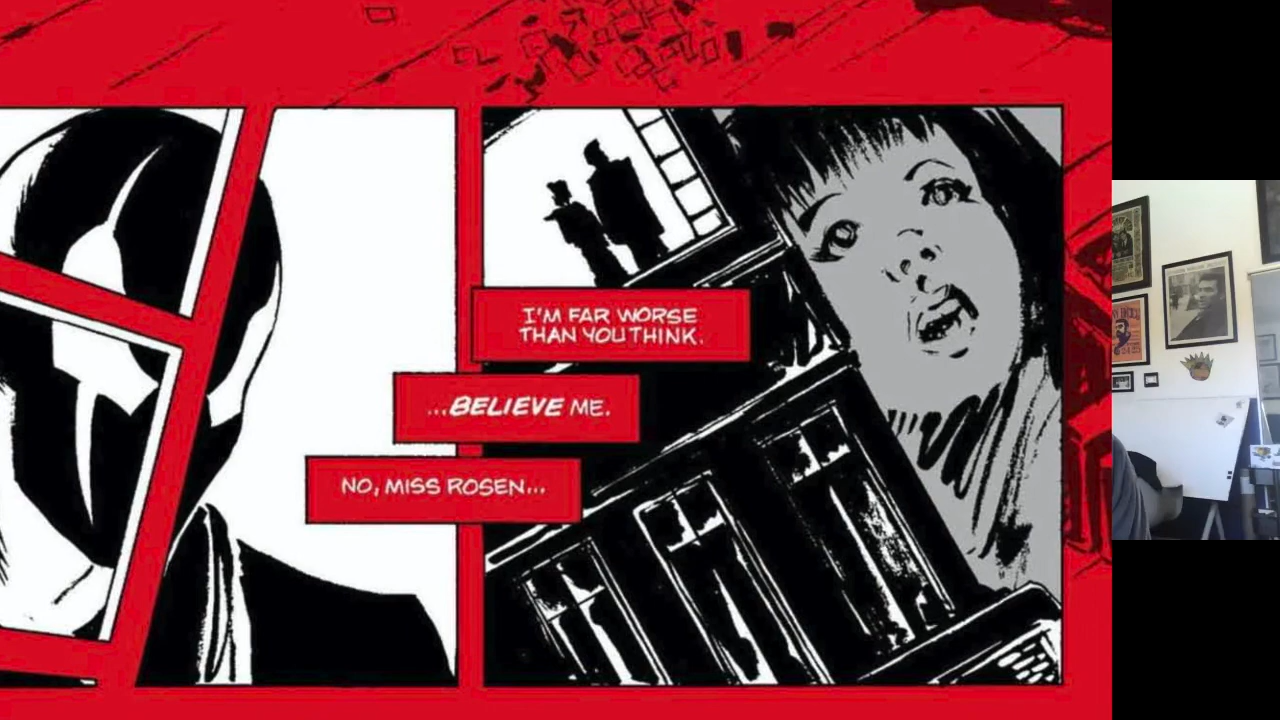 I'M FAR WORSE
THAN YOU THINK.
...BELIEVE ME.
NO, MISS ROSEN...